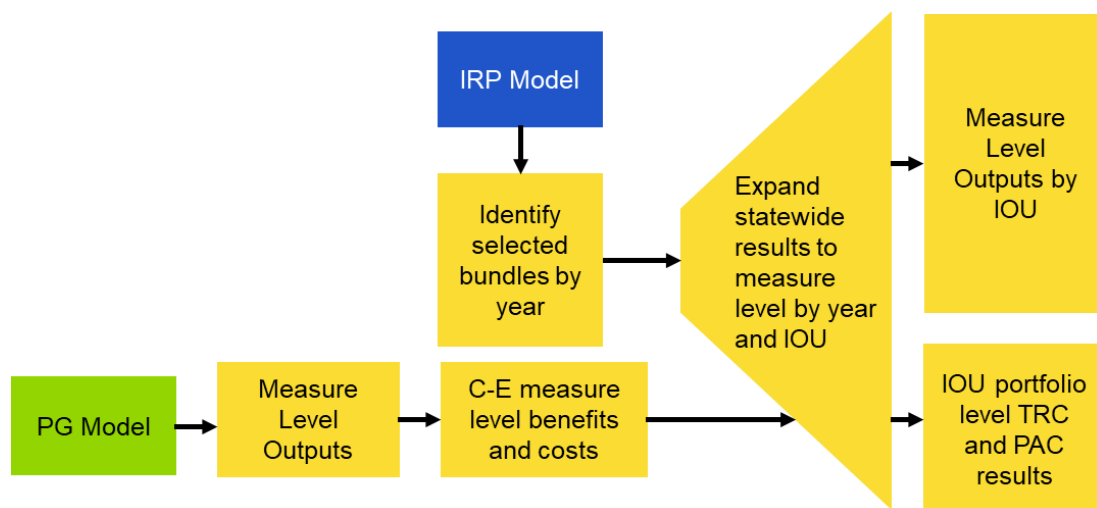 IRP Model
Identify
selected
bundles by
year
Expand
statewide
results to
measure
level by year
and IOU
Measure
Level
Outputs by
IOU
PG Model
Measure
Level
Outputs
C-E measure
level benefits
and costs
IOU portfolio
level TRC
and PAC
results